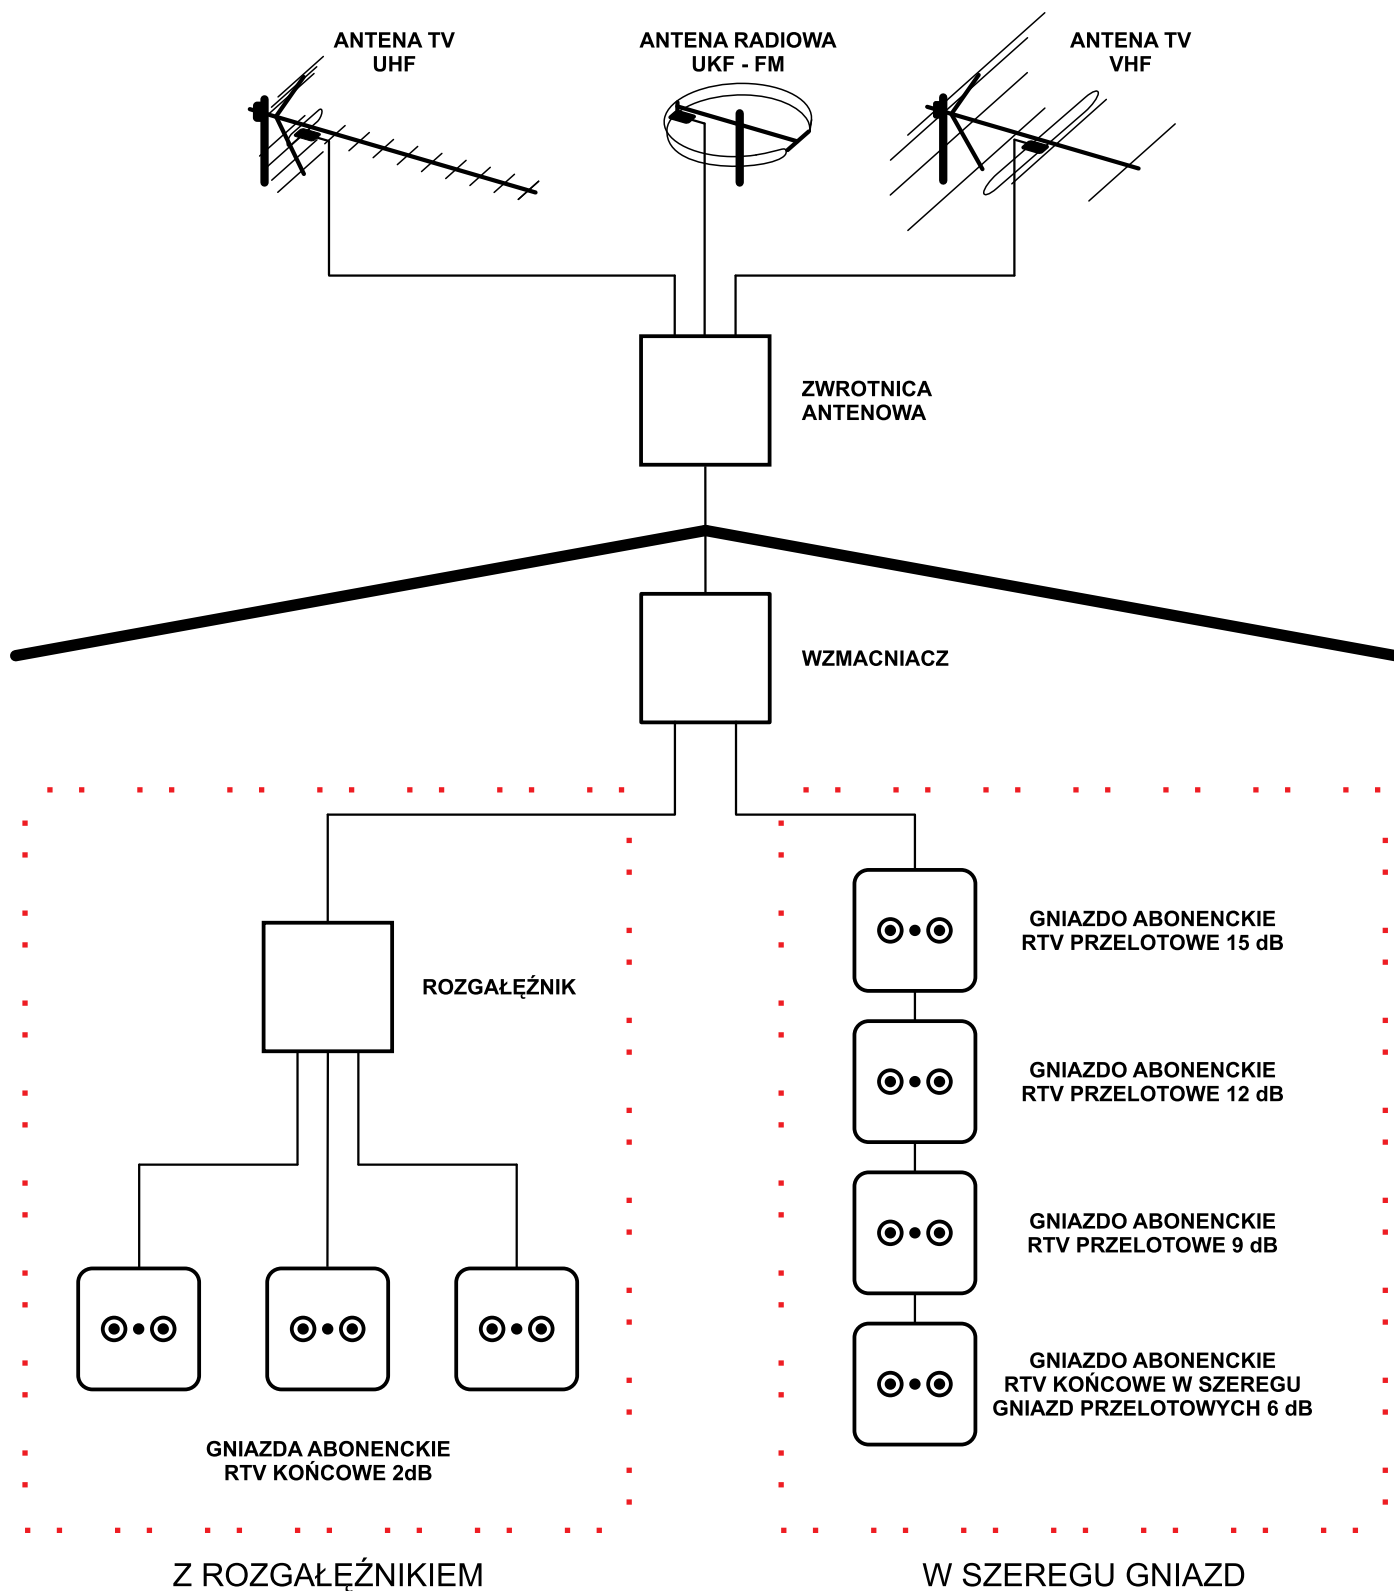 ANTENA TV
UHF
ANTENA RADIOWA
UKF - FM
ANTENA TV
VHF
ZWROTNICA
ANTENOWA
WZMACNIACZ
ROZGAŁĘŹNIK
GNIAZDA ABONENCKIE
RTV KOŃCOWE 2dB
Z ROZGAŁĘŹNIKIEM
GNIAZDO ABONENCKIE
RTV PRZELOTOWE 15 dB
GNIAZDO ABONENCKIE
RTV PRZELOTOWE 12 dB
GNIAZDO ABONENCKIE
RTV PRZELOTOWE 9 dB
GNIAZDO ABONENCKIE
RTV KOŃCOWE W SZEREGU
GNIAZD PRZELOTOWYCH 6 dB
W SZEREGU GNIAZD